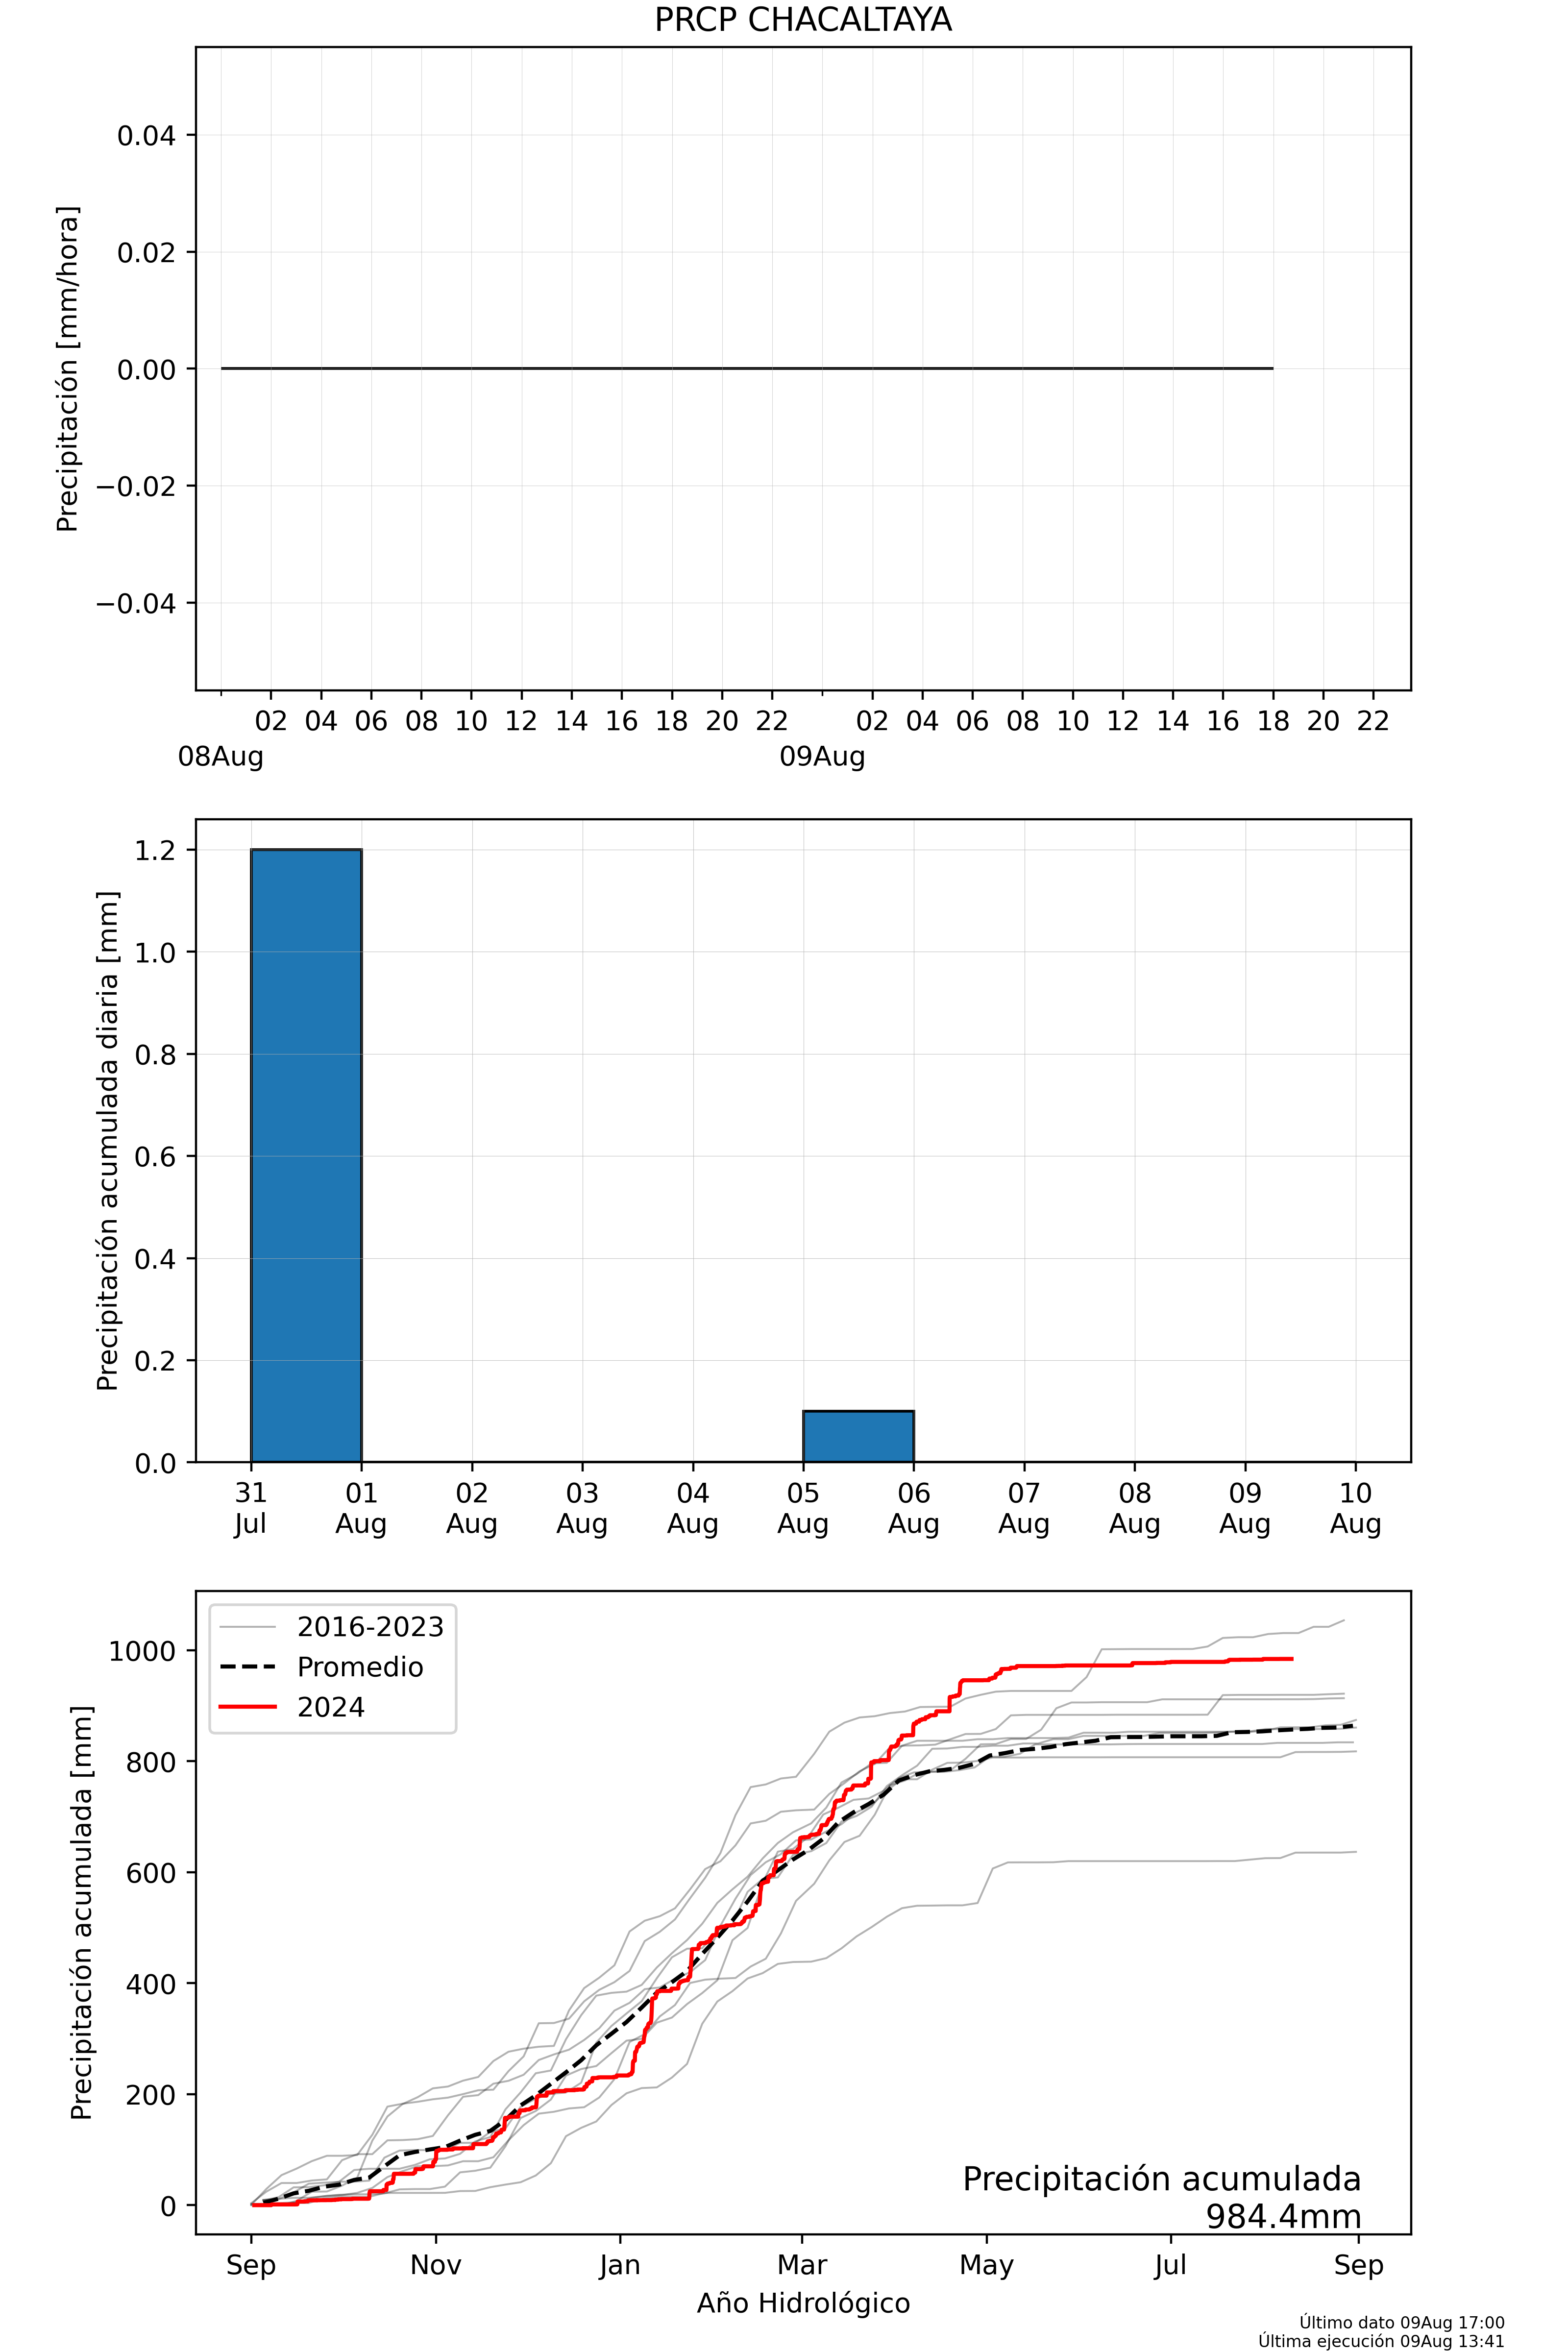 PRCP CHACALTAYA
Precipitación [mm/hora]
0.04
0.02
0.00
−0.02
−0.04
02 04 06 08 10 12 14 16 18 20 22 02 04 06 08 10 12 14 16 18 20 22
08Aug 09Aug
Precipitación acumulada diaria [mm]
1.2
1.0
0.8
0.6
0.4
0.2
0.0
31 01 02 03 04 05 06 07 08 09 10
Jul Aug Aug Aug Aug Aug Aug Aug Aug Aug Aug
Precipitación acumulada [mm]
1000
800
600
400
200
0
2016-2023
Promedio
2024
Precipitación acumulada
984.4mm
Sep Nov Jan Mar May Jul Sep
Año Hidrológico
Último dato 09Aug 17:00
Última ejecución 09Aug 13:41